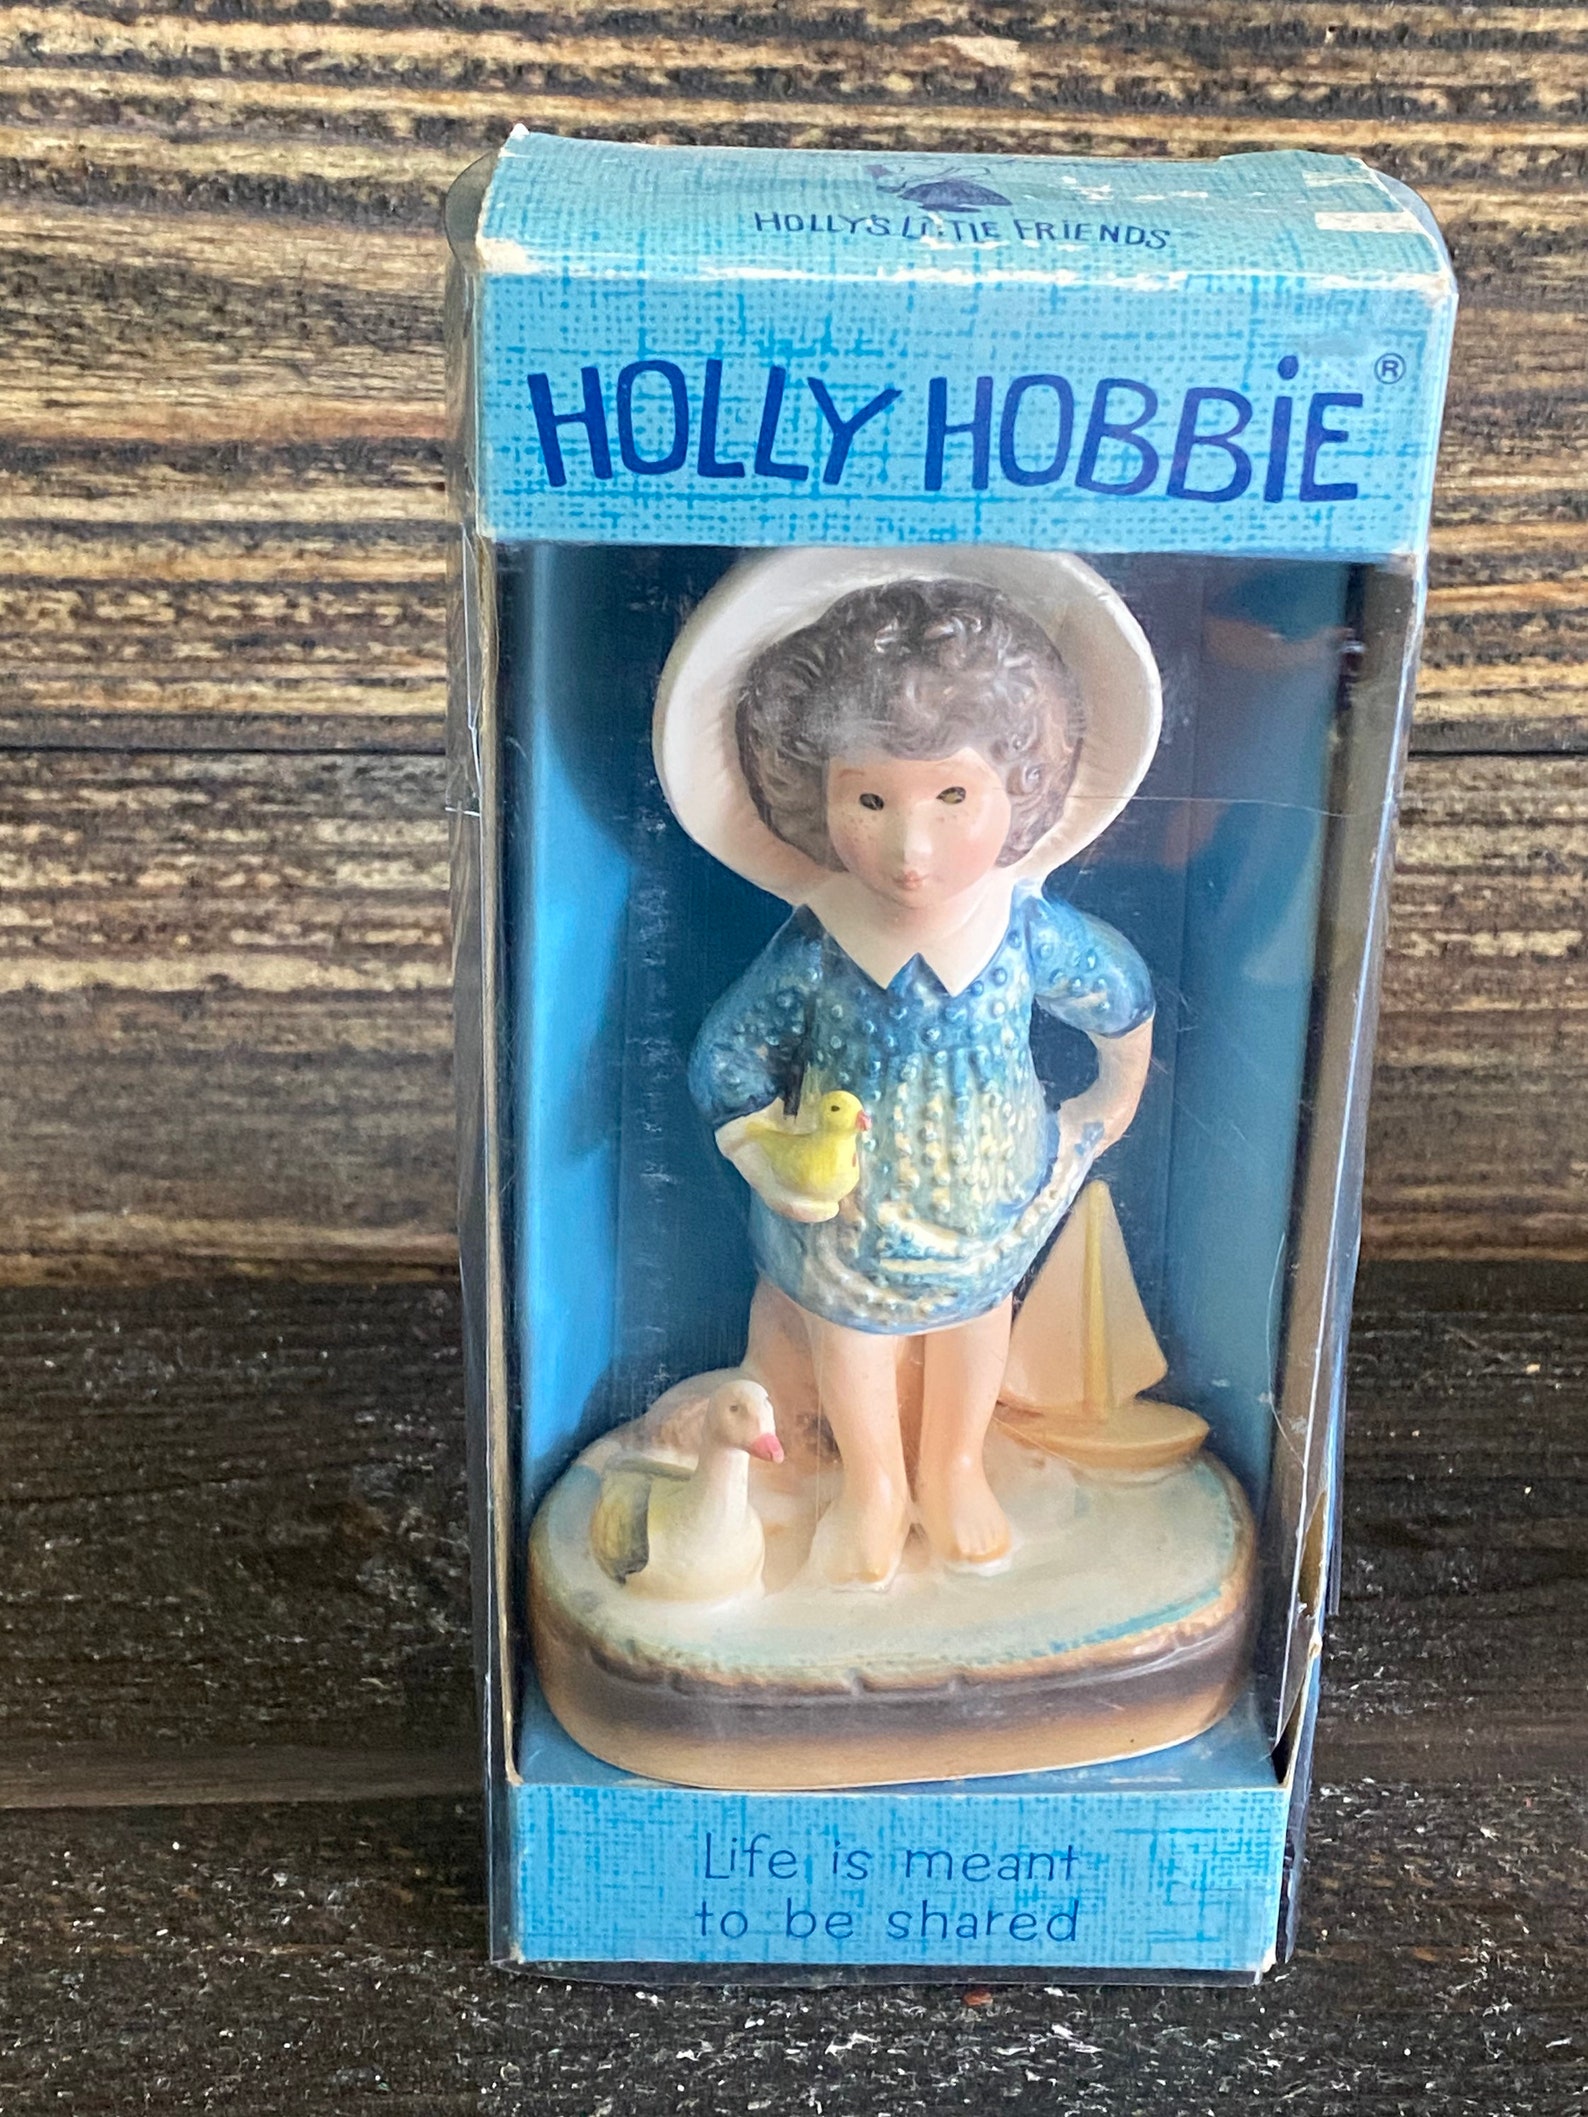 HOLLY'S LITTLE FRIENDS
HOLLY HOBBiE®
Life is meant
to be shared